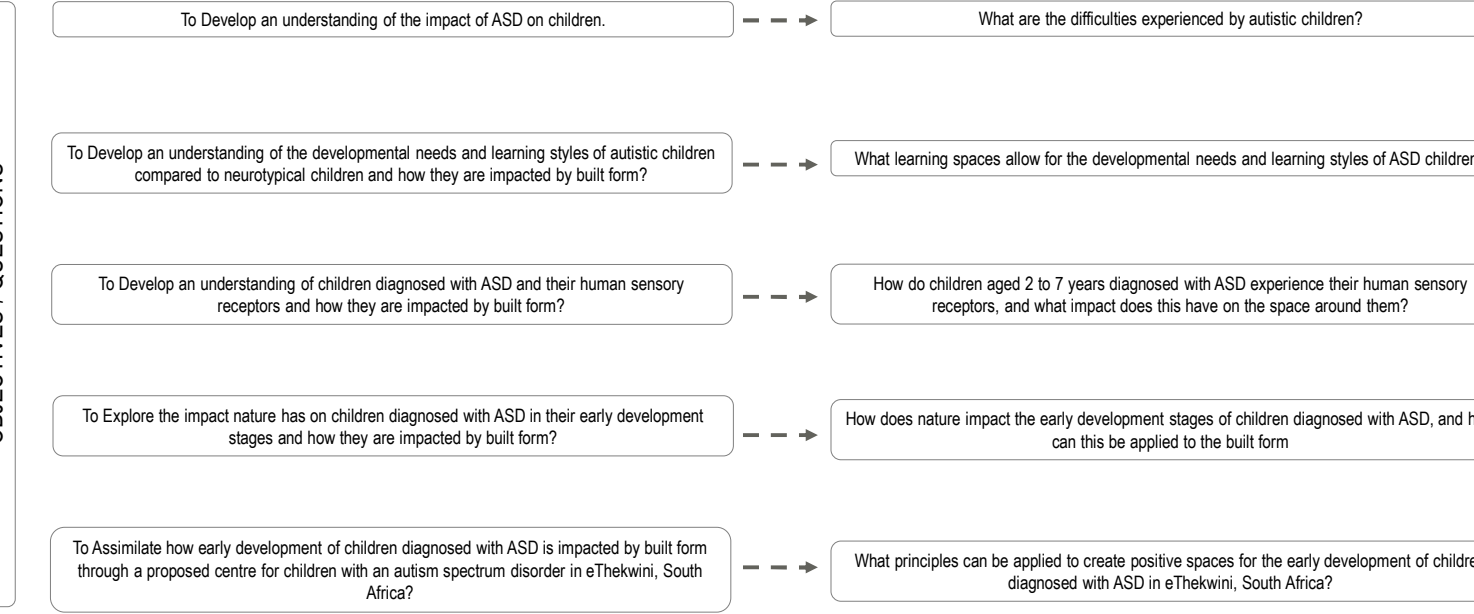 To Develop an understanding of the impact of ASD on children.
What are the difficulties experienced by autistic children?
To Develop an understanding of the developmental needs and learning styles of autistic children
compared to neurotypical children and how they are impacted by built form?
What learning spaces allow for the developmental needs and learning styles of ASD children
To Develop an understanding of children diagnosed with ASD and their human sensory
receptors and how they are impacted by built form?
How do children aged 2 to 7 years diagnosed with ASD experience their human sensory
receptors, and what impact does this have on the space around them?
To Explore the impact nature has on children diagnosed with ASD in their early development
stages and how they are impacted by built form?
How does nature impact the early development stages of children diagnosed with ASD, and
can this be applied to the built form
To Assimilate how early development of children diagnosed with ASD is impacted by built form
through a proposed centre for children with an autism spectrum disorder in eThekwini, South
Africa?
What principles can be applied to create positive spaces for the early development of
diagnosed with ASD in eThekwini, South Africa?